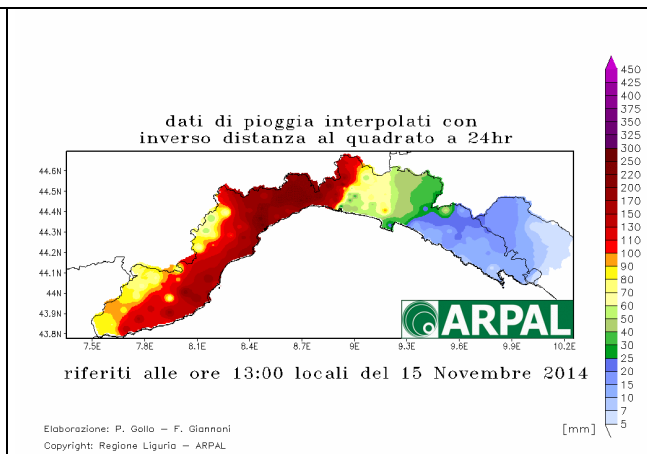 dati di pioggia interpolati con
inverso distanza al quadrato a 24hr
44.6N
44.5N
44.4N
44.3N
44.2N
44.1N
44N
43.9N
43.8N
7.5E 7.8E 8.1E 8.4E 8.7E 9E 9.3E 9.6E 9.9E 10.2E
ARPAL
riferiti alle ore 13:00 locali del 15 Novembre 2014
450
425
400
375
350
325
300
250
220
200
170
150
130
110
100
90
80
70
60
50
40
30
25
20
15
10
7
5
[mm]
Elaborazione: P. Gollo – F. Giannoni
Copyright: Regione Liguria – ARPAL